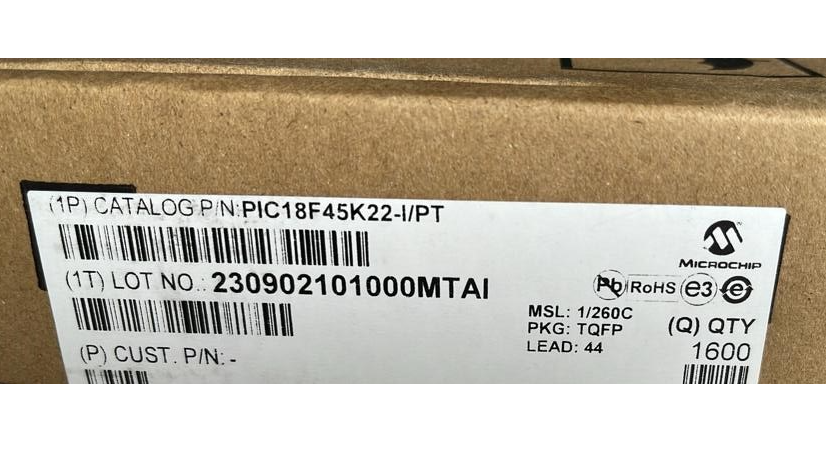 (1P) CATALOG P/N:PIC18F45K22-I/PT
MICROCHIP
(1T) LOT NO.: 230902101000MTAI
Pb RoHS e3 e
MSL: 1/260C
PKG: TQFP
LEAD: 44
(Q) QTY
1600
(P) CUST. P/N: -